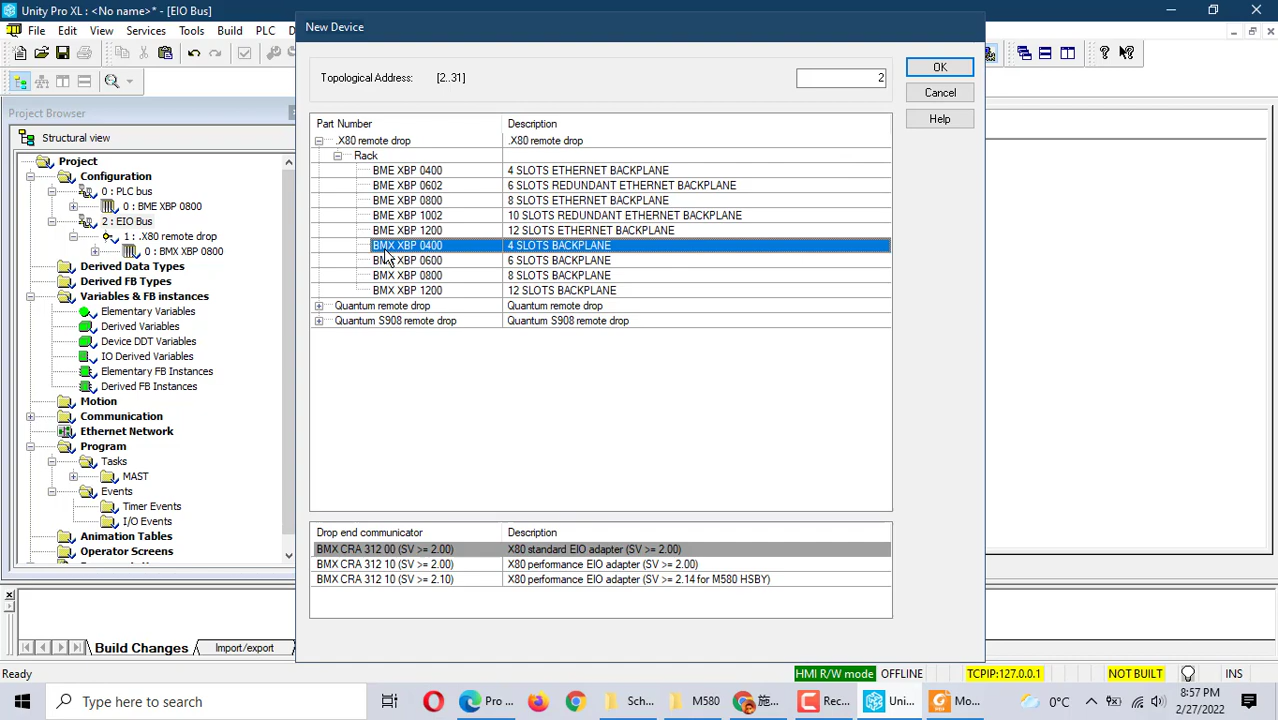 Unity Pro XL : <No name>* - [EIO Bus]
File Edit View Services Tools Build PLC
Project Browser
Structural view
Project
Configuration
0 : PLC bus
0 : BME XBP 0800
2 : EIO Bus
1 : .X80 remote drop
0 : BMX XBP 0800
Derived Data Types
Derived FB Types
Variables & FB instances
Elementary Variables
Derived Variables
Device DDT Variables
IO Derived Variables
Elementary FB Instances
Derived FB Instances
Motion
Communication
Ethernet Network
Program
Tasks
MAST
Events
Timer Events
I/O Events
Animation Tables
Operator Screens
New Device
Topological Address: [2..31] 2
OK
Cancel
Help
Part Number Description
.X80 remote drop .X80 remote drop
Rack
BME XBP 0400 4 SLOTS ETHERNET BACKPLANE
BME XBP 0602 6 SLOTS REDUNDANT ETHERNET BACKPLANE
BME XBP 0800 8 SLOTS ETHERNET BACKPLANE
BME XBP 1002 10 SLOTS REDUNDANT ETHERNET BACKPLANE
BME XBP 1200 12 SLOTS ETHERNET BACKPLANE
BMX XBP 0400 4 SLOTS BACKPLANE
BMX XBP 0600 6 SLOTS BACKPLANE
BMX XBP 0800 8 SLOTS BACKPLANE
BMX XBP 1200 12 SLOTS BACKPLANE
Quantum remote drop Quantum remote drop
Quantum S908 remote drop Quantum S908 remote drop
Drop end communicator Description
BMX CRA 312 00 (SV >= 2.00) X80 standard EIO adapter (SV >= 2.00)
BMX CRA 312 10 (SV >= 2.00) X80 performance EIO adapter (SV >= 2.00)
BMX CRA 312 10 (SV >= 2.10) X80 performance EIO adapter (SV >= 2.14 for M580 HSBY)
Build Changes Import/export
Ready HMI R/W mode OFFLINE TCPIP:127.0.0.1 NOT BUILT INS
Type here to search Pro ... Sch... M580 施... Rec... Uni... Mo... 0°C 8:57 PM
2/27/2022